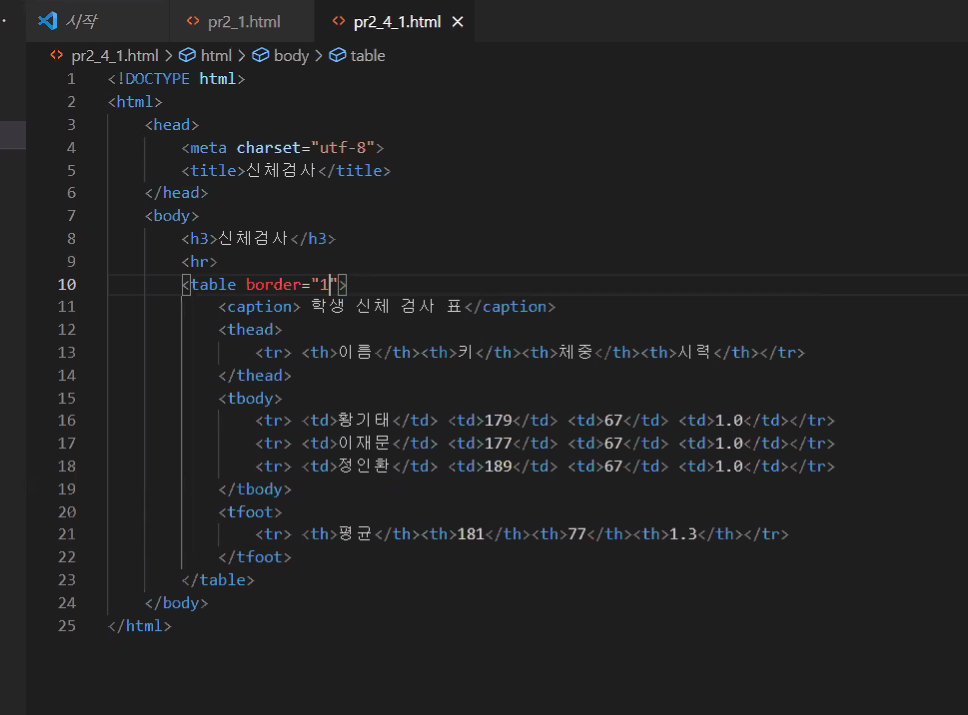 시작 pr2_1.html pr2_4_1.html
pr2_4_1.html > html > body > table
1 <!DOCTYPE html>
2 <html>
3 <head>
4 <meta charset="utf-8">
5 <title>신체검사</title>
6 </head>
7 <body>
8 <h3>신체검사</h3>
9 <hr>
10 <table border="1">
11 <caption> 학생 신체 검사 표</caption>
12 <thead>
13 <tr> <th>이름</th><th>키</th><th>체중</th><th>시력</th></tr>
14 </thead>
15 <tbody>
16 <tr> <td>황기태</td> <td>179</td> <td>67</td> <td>1.0</td></tr>
17 <tr> <td>이재문</td> <td>177</td> <td>67</td> <td>1.0</td></tr>
18 <tr> <td>정인환</td> <td>189</td> <td>67</td> <td>1.0</td></tr>
19 </tbody>
20 <tfoot>
21 <tr> <th>평균</th><th>181</th><th>77</th><th>1.3</th></tr>
22 </tfoot>
23 </table>
24 </body>
25 </html>